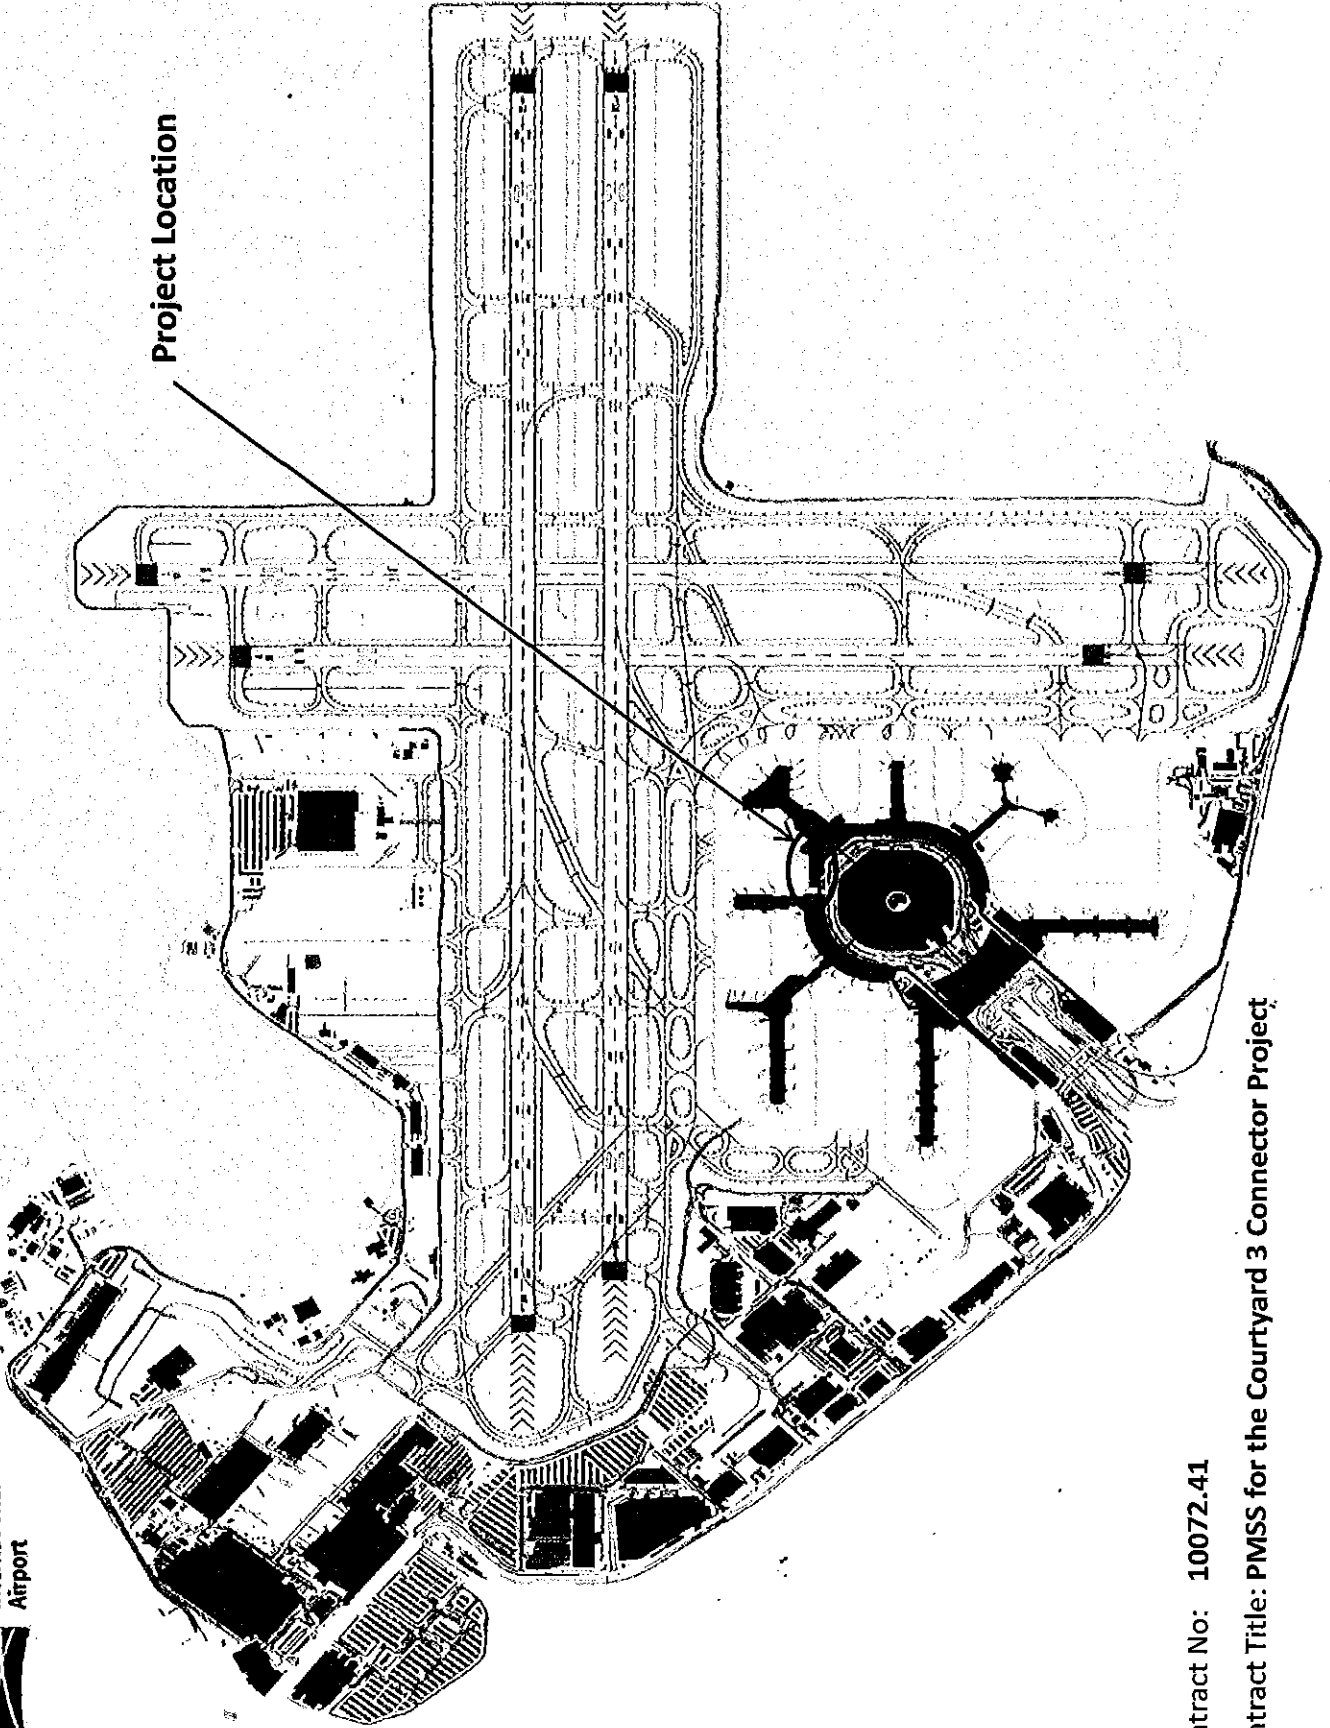 Airport
Project Location
ntract No: 10072.41
ntract Title: PMSS for the Courtyard 3 Connector Project